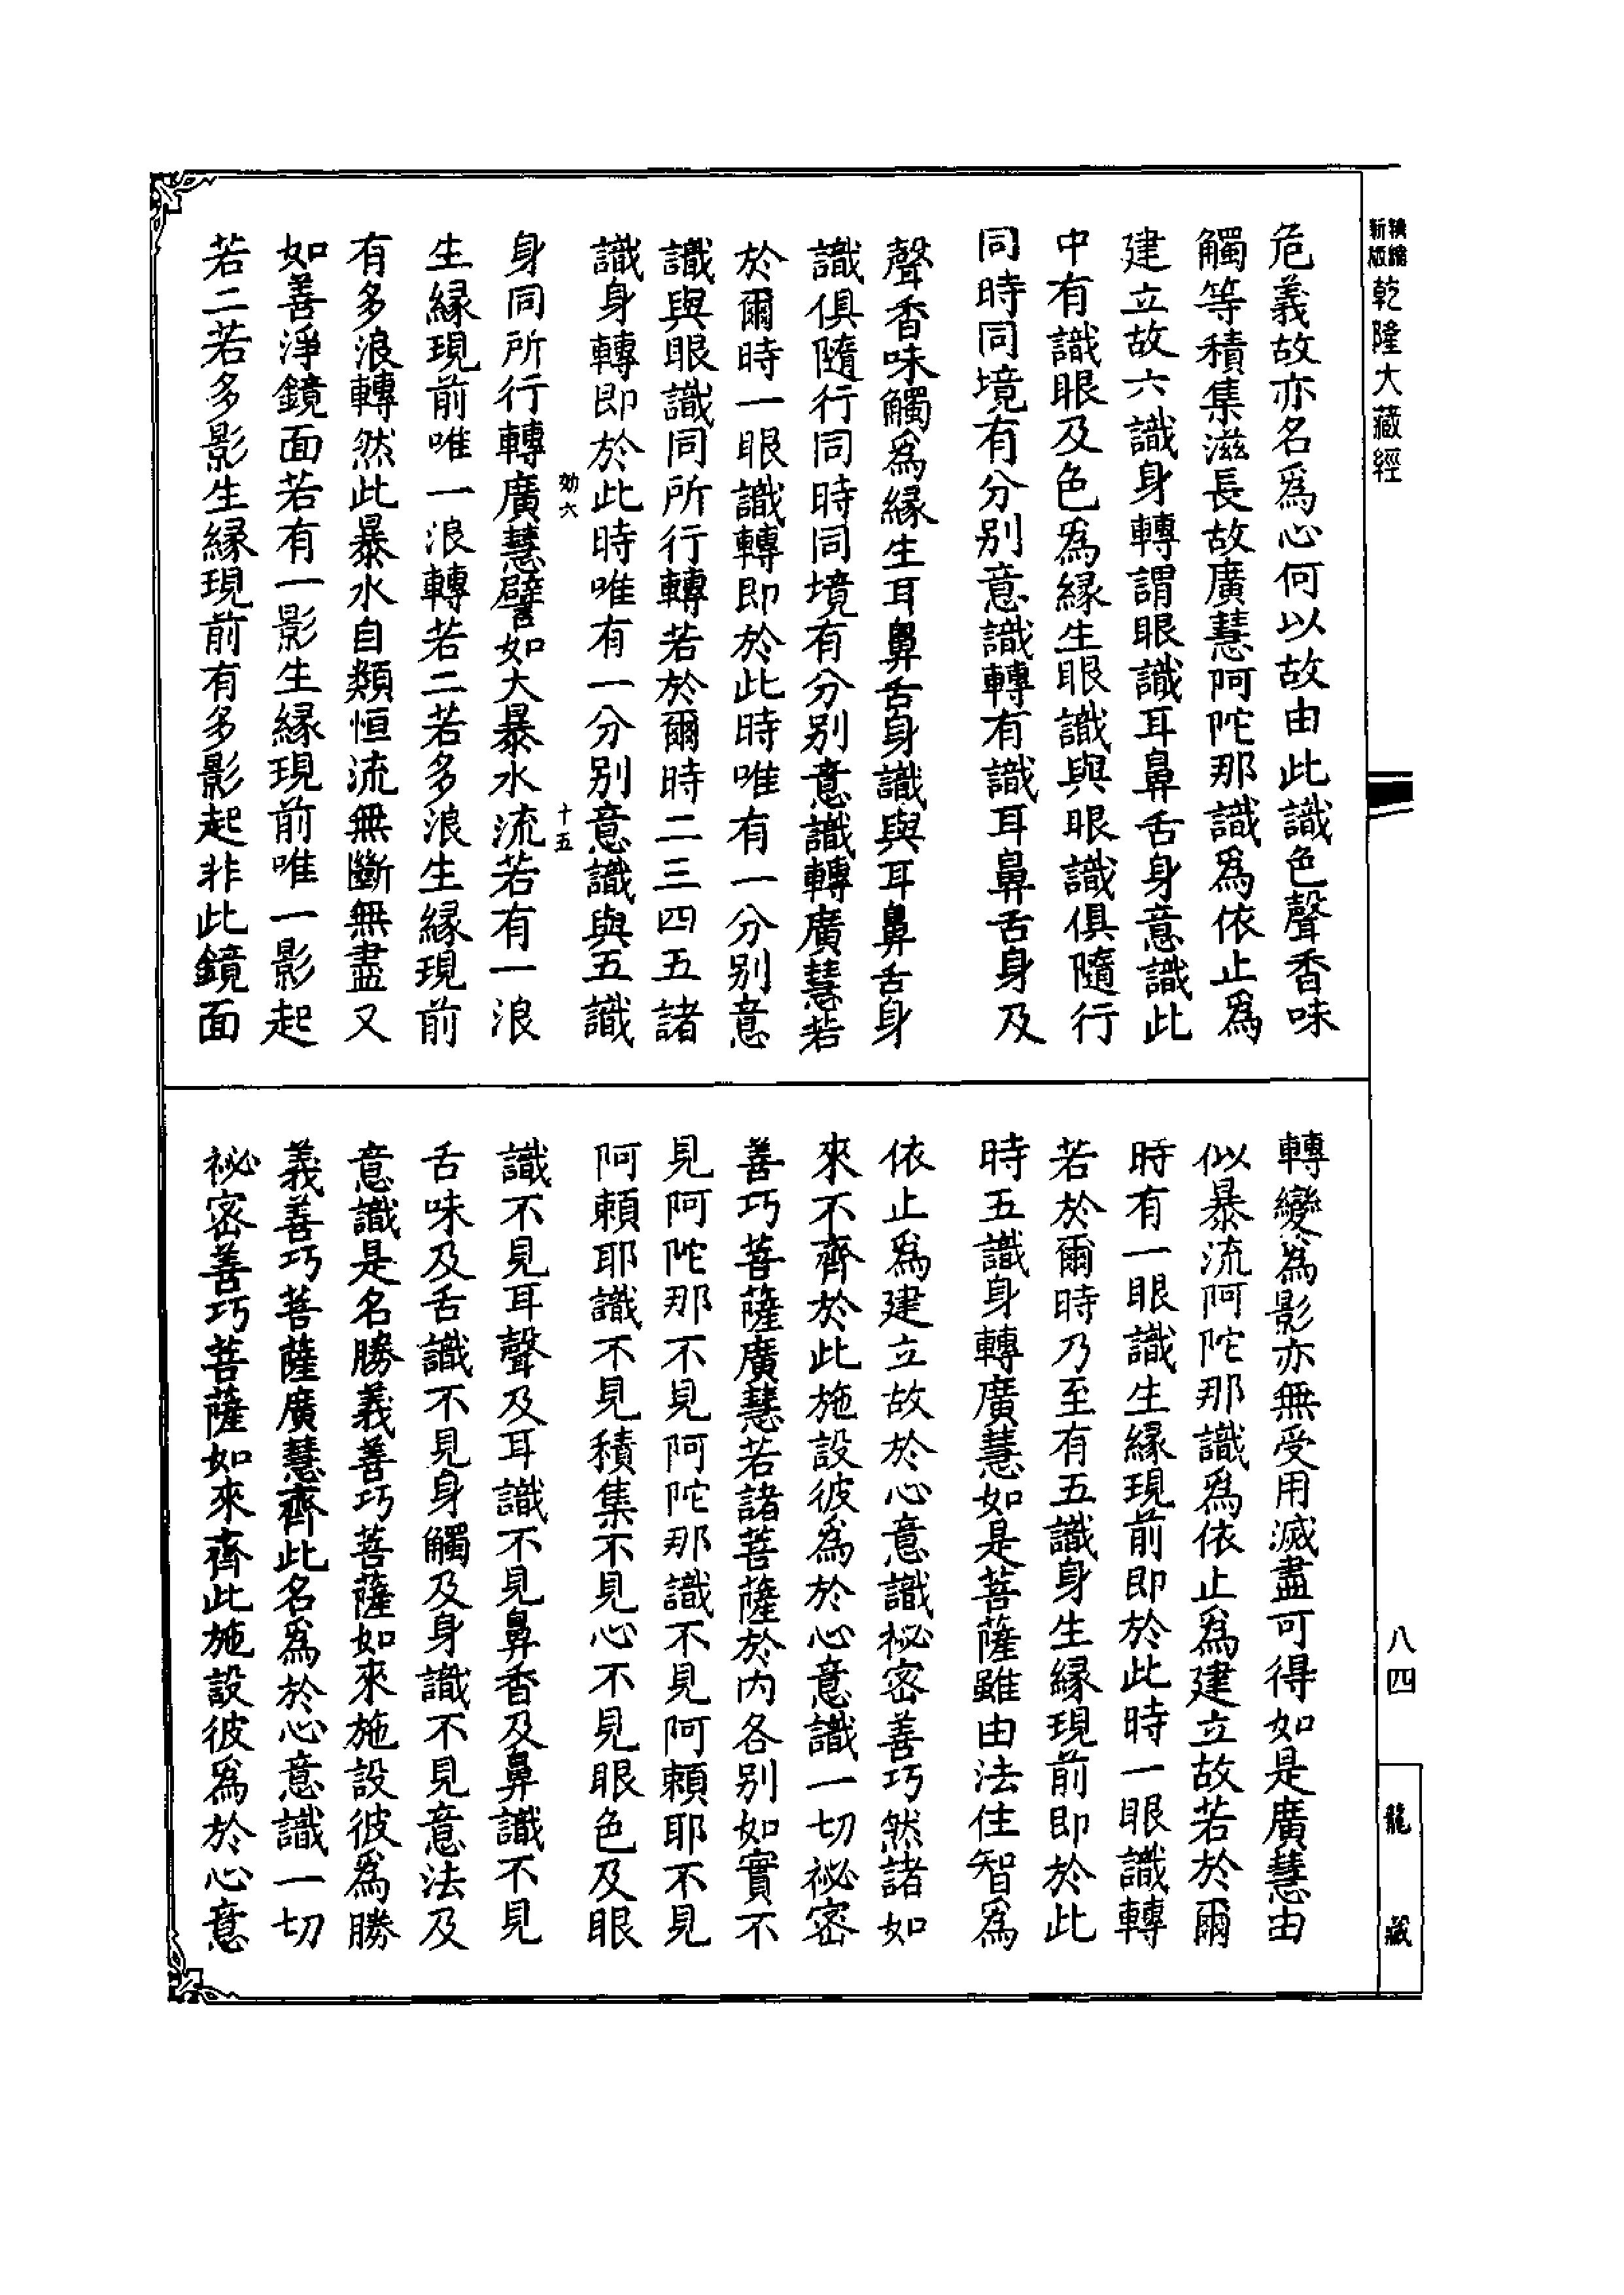 精縮新版乾隆大藏經
危義故亦名爲心何以故由此識色聲香味
觸等積集滋長故廣慧阿陀那識爲依止爲
建立故六識身轉謂眼識耳鼻舌身意識此
中有識眼及色爲緣生眼識與眼識俱隨行
同時同境有分別意識轉有識耳鼻舌身及
聲香味觸爲緣生耳鼻舌身識與耳鼻舌身
識俱隨行同時同境有分別意識轉廣慧若
於爾時一眼識轉即於此時唯有一分別意
識與眼識同所行轉若於爾時二三四五諸
識身轉即於此時唯有一分別意識與五識
効六
十五
身同所行轉廣慧譬如大暴水流若有一浪
生緣現前唯一浪轉若二若多浪生緣現前
有多浪轉然此暴水自類恒流無斷無盡又
如善淨鏡面若有一影生緣現前唯一影起
若二若多影生緣現前有多影起非此鏡面
轉變爲影亦無受用滅盡可得如是廣慧由
似暴流阿陀那識爲依止爲建立故若於爾
時有一眼識生緣現前即於此時一眼識轉
若於爾時乃至有五識身生緣現前即於此
時五識身轉廣慧如是菩薩雖由法住智爲
依止爲建立故於心意識祕密善巧然諸如
來不齊於此施設彼爲於心意識一切祕密
善巧菩薩廣慧若諸菩薩於內各別如實不
見阿陀那不見阿陀那識不見阿賴耶不見
阿賴耶識不見積集不見心不見眼色及眼
識不見耳聲及耳識不見鼻香及鼻識不見
舌味及舌識不見身觸及身識不見意法及
意識是名勝義善巧菩薩如來施設彼爲勝
義善巧菩薩廣慧齊此名爲於心意識一切
祕密善巧菩薩如來齊此施設彼爲於心意
八四
龍藏